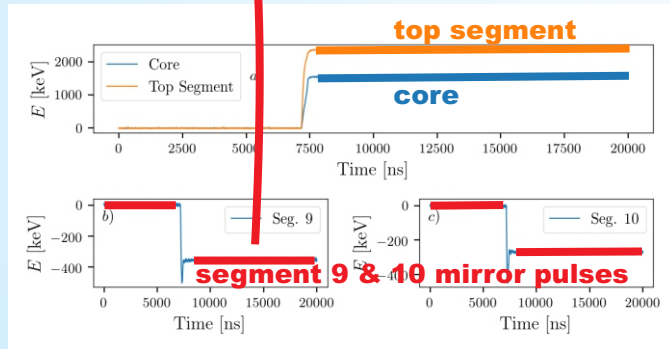 top segment
2000
1000
0
E [keV]
Core
Top Segment
core
0 2500 5000 7500 10000 12500 15000 17500 20000
Time [ns]
0
−200
−400
E [keV]
b)
Seg. 9
0 5000 10000 15000 20000
Time [ns]
0
−200
−400
E [keV]
c)
Seg. 10
0 5000 10000 15000 20000
Time [ns]
segment 9 & 10 mirror pulses